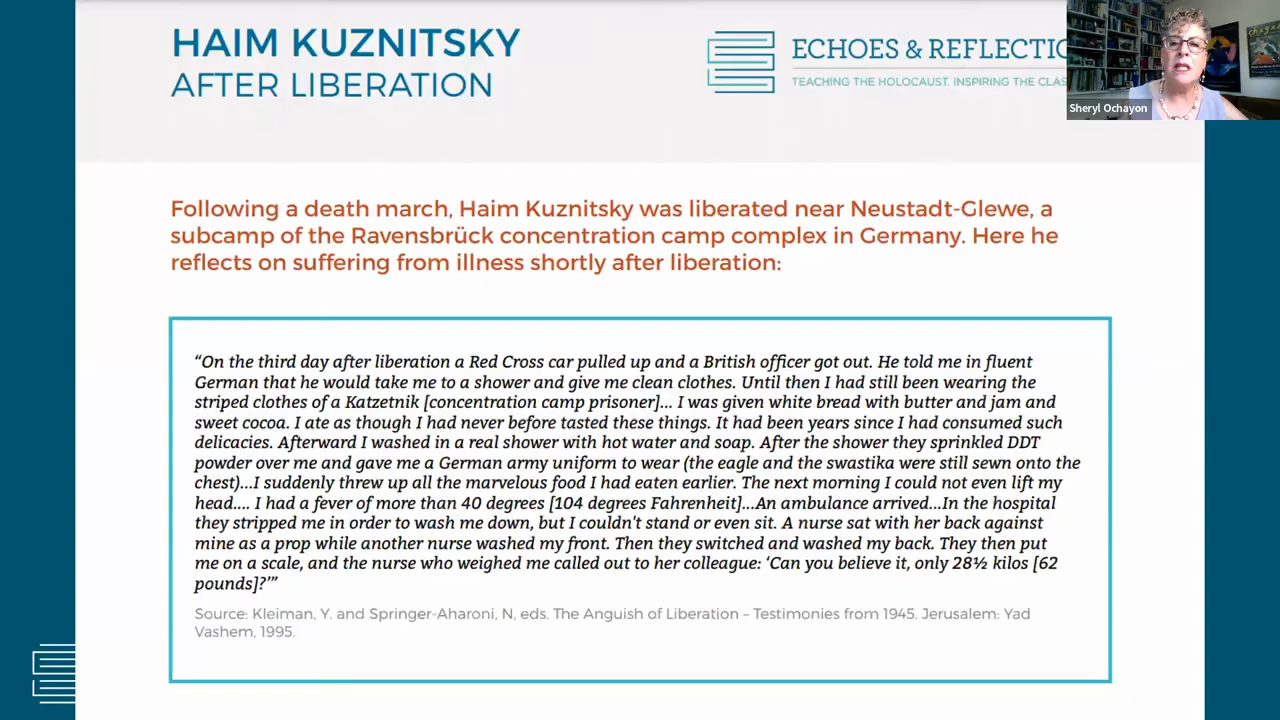 HAIM KUZNITSKY
AFTER LIBERATION
ECHOES &
TEACHING THE HOLOCAUST. INSPIRING THE
Sheryl Ochayon
Following a death march, Haim Kuznitsky was liberated near Neustadt-Glewe, a
subcamp of the Ravensbrück concentration camp complex in Germany. Here he
reflects on suffering from illness shortly after liberation:
“On the third day after liberation a Red Cross car pulled up and a British officer got out. He told me in fluent
German that he would take me to a shower and give me clean clothes. Until then I had still been wearing the
striped clothes of a Katzetnik [concentration camp prisoner]... I was given white bread with butter and jam and
sweet cocoa. I ate as though I had never before tasted these things. It had been years since I had consumed such
delicacies. Afterward I washed in a real shower with hot water and soap. After the shower they sprinkled DDT
powder over me and gave me a German army uniform to wear (the eagle and the swastika were still sewn onto the
chest)...I suddenly threw up all the marvelous food I had eaten earlier. The next morning I could not even lift my
head.... I had a fever of more than 40 degrees [104 degrees Fahrenheit]...An ambulance arrived...In the hospital
they stripped me in order to wash me down, but I couldn't stand or even sit. A nurse sat with her back against
mine as a prop while another nurse washed my front. Then they switched and washed my back. They then put
me on a scale, and the nurse who weighed me called out to her colleague: ‘Can you believe it, only 28½ kilos [62
pounds]?’”
Source: Kleiman, Y. and Springer-Aharoni, N, eds. The Anguish of Liberation – Testimonies from 1945. Jerusalem: Yad
Vashem, 1995.